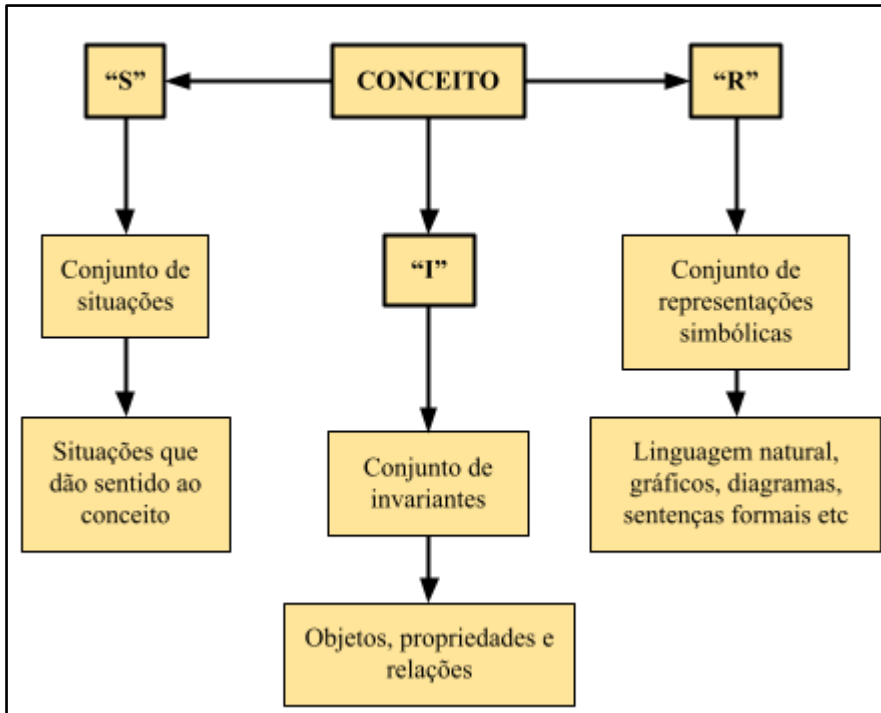 “S”
CONCEITO
“R”
Conjunto de
situações
“I”
Conjunto de
representações
simbólicas
Situações que
dão sentido ao
conceito
Conjunto de
invariantes
Linguagem natural,
gráficos, diagramas,
sentenças formais etc
Objetos, propriedades e
relações